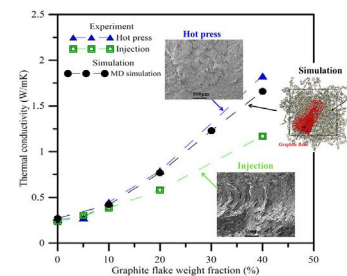 Thermal conductivity (W/mK)
2.5
2
1.5
1
0.5
0
Experiment
Hot press
Injection
Simulation
MD simulation
Hot press
500μm
Simulation
Graphite flake
Injection
0
10
20
30
40
50
Graphite flake weight fraction (%)